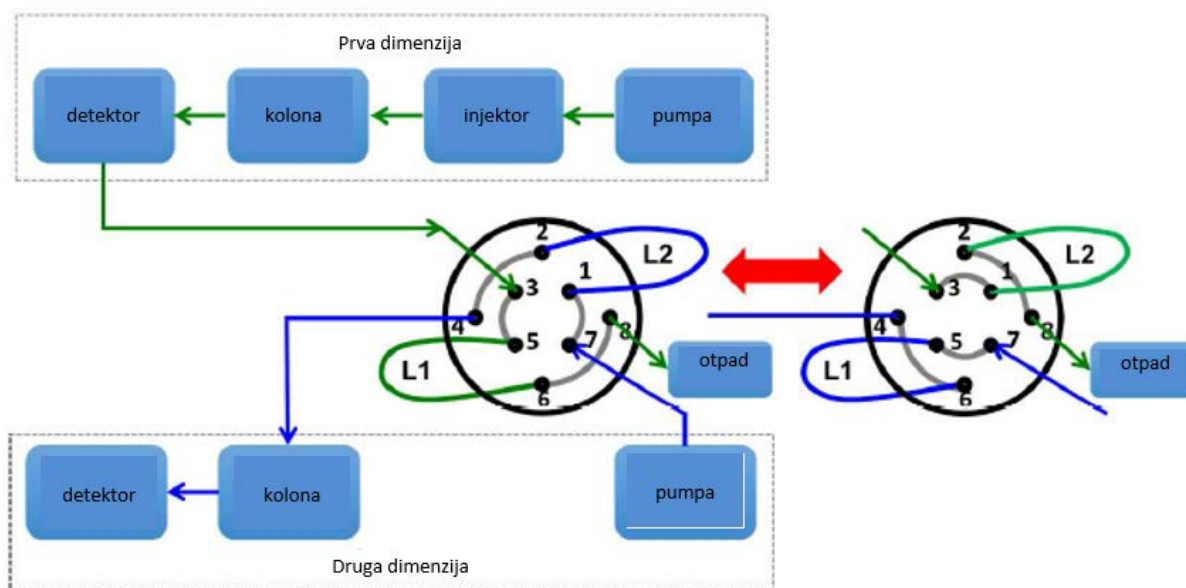 Prva dimenzija
detektor
kolona
injektor
pumpa
2
1
L2
3
4
5
7
8
L1
6
otpad
2
1
L2
3
4
5
7
8
L1
6
otpad
detektor
kolona
pumpa
Druga dimenzija